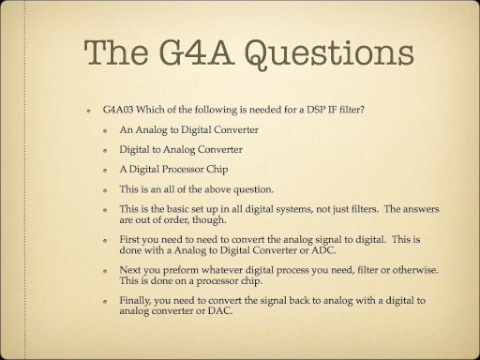 The G4A Questions
G4A03 Which of the following is needed for a DSP IF filter?
An Analog to Digital Converter
Digital to Analog Converter
A Digital Processor Chip
This is an all of the above question.
This is the basic set up in all digital systems, not just filters. The answers
are out of order, though.
First you need to need to convert the analog signal to digital. This is
done with a Analog to Digital Converter or ADC.
Next you preform whatever digital process you need, filter or otherwise.
This is done on a processor chip.
Finally, you need to convert the signal back to analog with a digital to
analog converter or DAC.